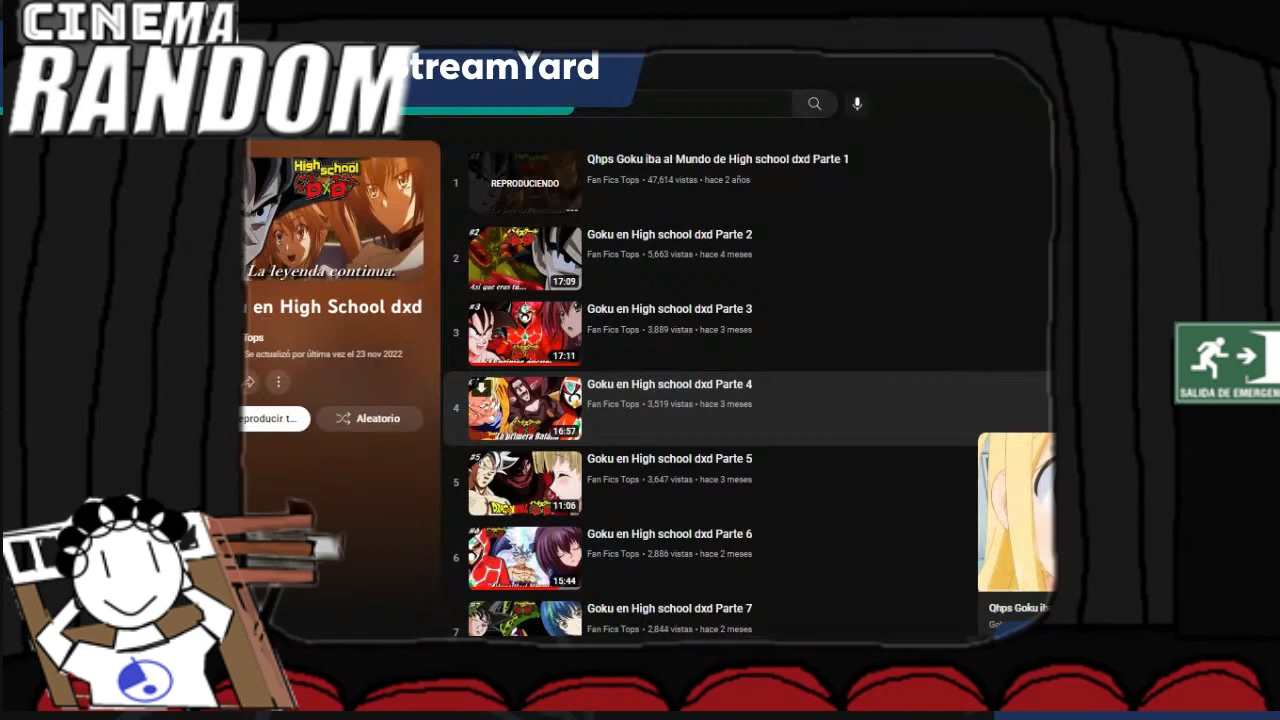 CINEMA
RANDOM
StreamYard
High school
DXD
La leyenda continua.
en High School dxd
Tops
Se actualizó por última vez el 23 nov 2022
eproducir t...
Aleatorio
1
REPRODUCIENDO
Qhps Goku iba al Mundo de High school dxd Parte 1
Fan Fics Tops • 47,614 vistas • hace 2 años
2
#2
17:09
Goku en High school dxd Parte 2
Fan Fics Tops • 5,663 vistas • hace 4 meses
3
#3
17:11
Goku en High school dxd Parte 3
Fan Fics Tops • 3,889 vistas • hace 3 meses
4
16:57
Goku en High school dxd Parte 4
Fan Fics Tops • 3,519 vistas • hace 3 meses
5
#5
11:06
Goku en High school dxd Parte 5
Fan Fics Tops • 3,647 vistas • hace 3 meses
6
15:44
Goku en High school dxd Parte 6
Fan Fics Tops • 2,886 vistas • hace 2 meses
7
Goku en High school dxd Parte 7
Fan Fics Tops • 2,844 vistas • hace 2 meses
SALIDA DE EMERGEN
Qhps Goku ib